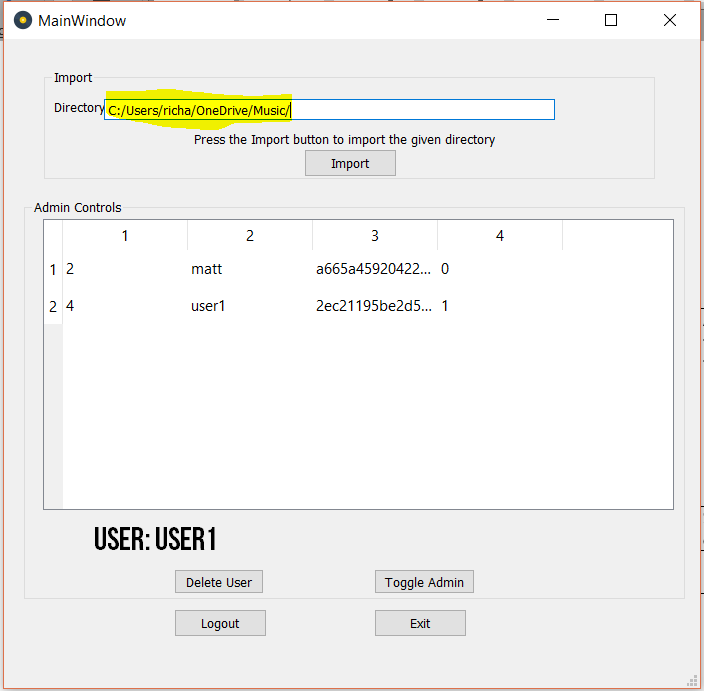 MainWindow
Import
Directory C:/Users/richa/OneDrive/Music/
Press the Import button to import the given directory
Import
Admin Controls
1 2 3 4
1 2 matt a665a45920422... 0
2 4 user1 2ec21195be2d5... 1
USER: USER1
Delete User Toggle Admin
Logout Exit